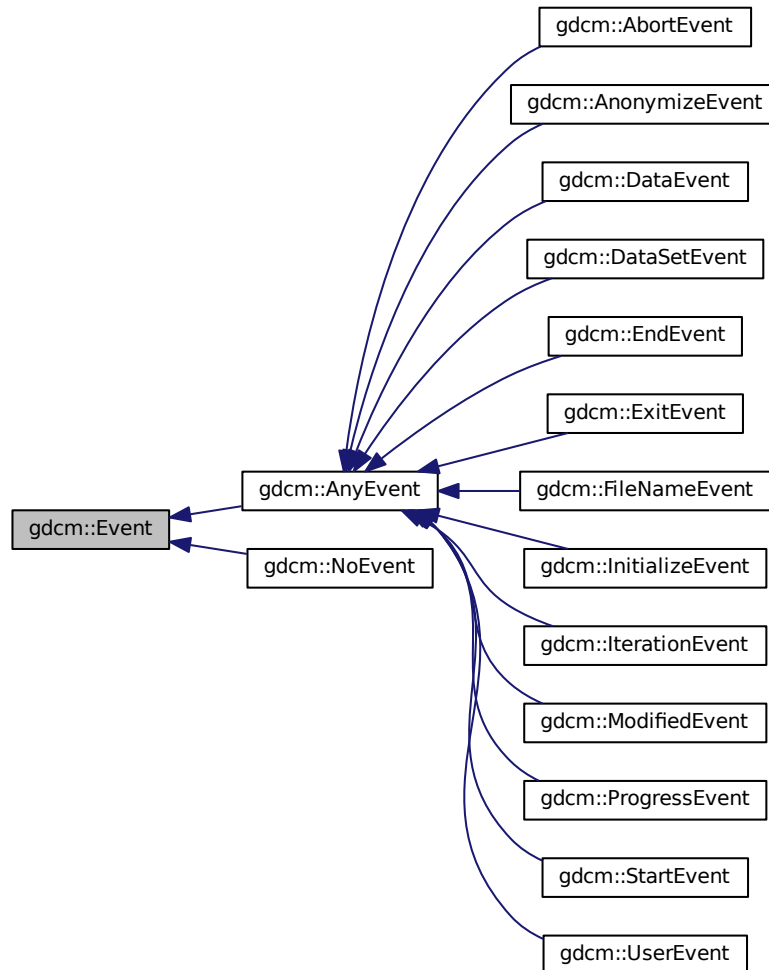 gdcm::AbortEvent
gdcm::AnonymizeEvent
gdcm::DataEvent
gdcm::DataSetEvent
gdcm::EndEvent
gdcm::ExitEvent
gdcm::AnyEvent
gdcm::FileNameEvent
gdcm::Event
gdcm::NoEvent
gdcm::InitializeEvent
gdcm::IterationEvent
gdcm::ModifiedEvent
gdcm::ProgressEvent
gdcm::StartEvent
gdcm::UserEvent